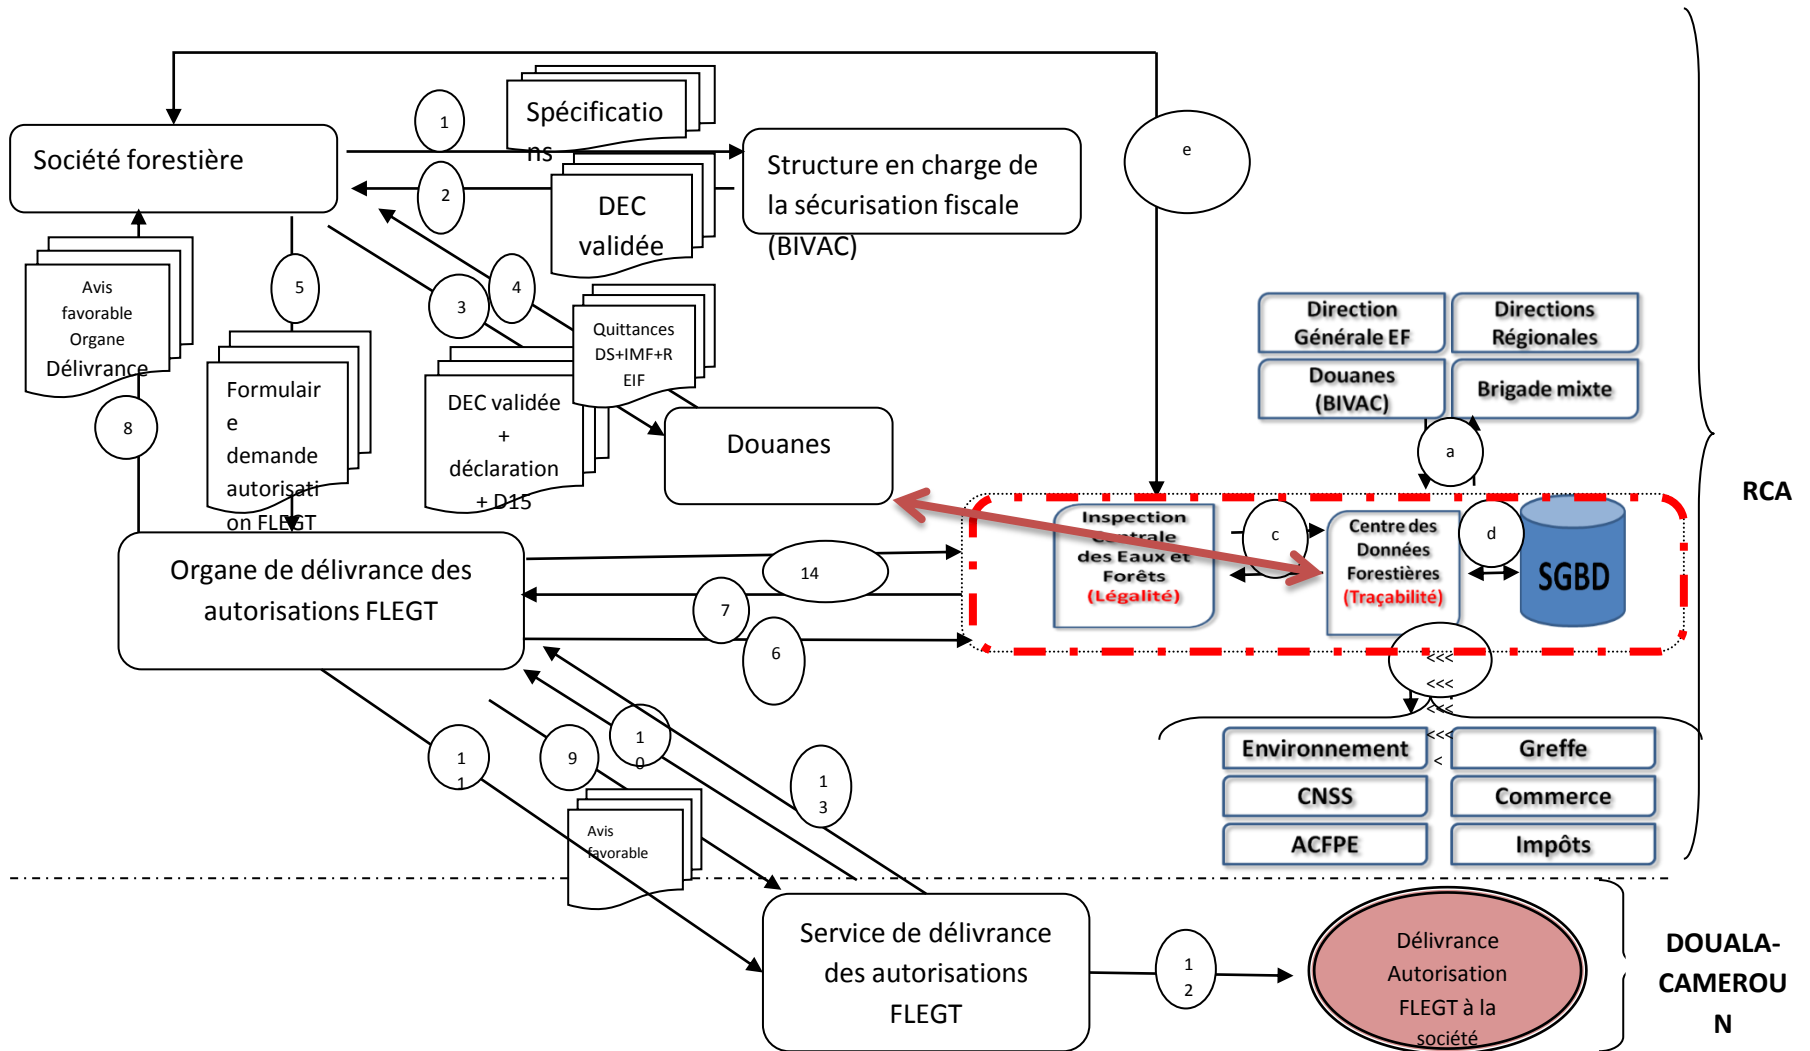 Spécificatio
ns
1
Société forestière
2
Structure en charge de
la sécurisation fiscale
(BIVAC)
e
DEC
validée
Avis
favorable
Organe
Délivrance
5
3
4
Quittances
DS+IMF+R
EIF
Direction
Générale EF
Directions
Régionales
Douanes
(BIVAC)
Brigade mixte
Formulair
e
demande
autorisati
on FLEGT
DEC validée
+
déclaration
+ D15
8
Douanes
a
RCA
Inspection
Centrale
des Eaux et
Forêts
(Légalité)
c
Centre des
Données
Forestières
(Traçabilité)
d
SGBD
Organe de délivrance des
autorisations FLEGT
14
7
6
<<<
<<<
<<<
<<<
<
Environnement
Greffe
CNSS
Commerce
ACFPE
Impôts
1
1
9
1
0
1
3
Avis
favorable
Service de délivrance
des autorisations
FLEGT
1
2
Délivrance
Autorisation
FLEGT à la
société
DOUALA-
CAMEROU
N